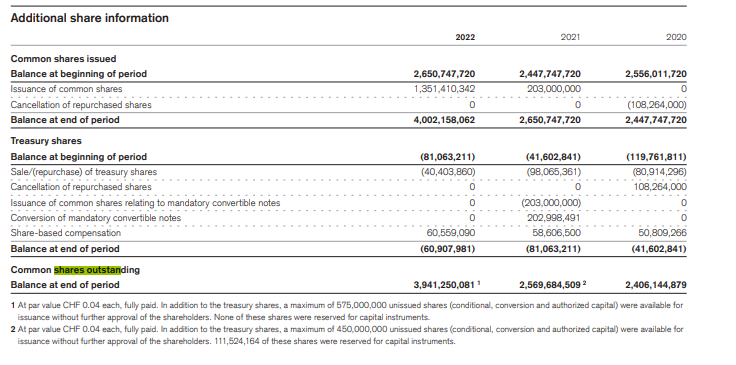 Additional share information
2022 2021 2020
Common shares issued
Balance at beginning of period 2,650,747,720 2,447,747,720 2,556,011,720
Issuance of common shares 1,351,410,342 203,000,000 0
Cancellation of repurchased shares 0 0 (108,264,000)
Balance at end of period 4,002,158,062 2,650,747,720 2,447,747,720
Treasury shares
Balance at beginning of period (81,063,211) (41,602,841) (119,761,811)
Sale/(repurchase) of treasury shares (40,403,860) (98,065,361) (80,914,296)
Cancellation of repurchased shares 0 0 108,264,000
Issuance of common shares relating to mandatory convertible notes 0 (203,000,000) 0
Conversion of mandatory convertible notes 0 202,998,491 0
Share-based compensation 60,559,090 58,606,500 50,809,266
Balance at end of period (60,907,981) (81,063,211) (41,602,841)
Common shares outstanding
Balance at end of period 3,941,250,081 1 2,569,684,509 2 2,406,144,879
1 At par value CHF 0.04 each, fully paid. In addition to the treasury shares, a maximum of 575,000,000 unissued shares (conditional, conversion and authorized capital) were available for
issuance without further approval of the shareholders. None of these shares were reserved for capital instruments.
2 At par value CHF 0.04 each, fully paid. In addition to the treasury shares, a maximum of 450,000,000 unissued shares (conditional, conversion and authorized capital) were available for
issuance without further approval of the shareholders. 111,524,164 of these shares were reserved for capital instruments.